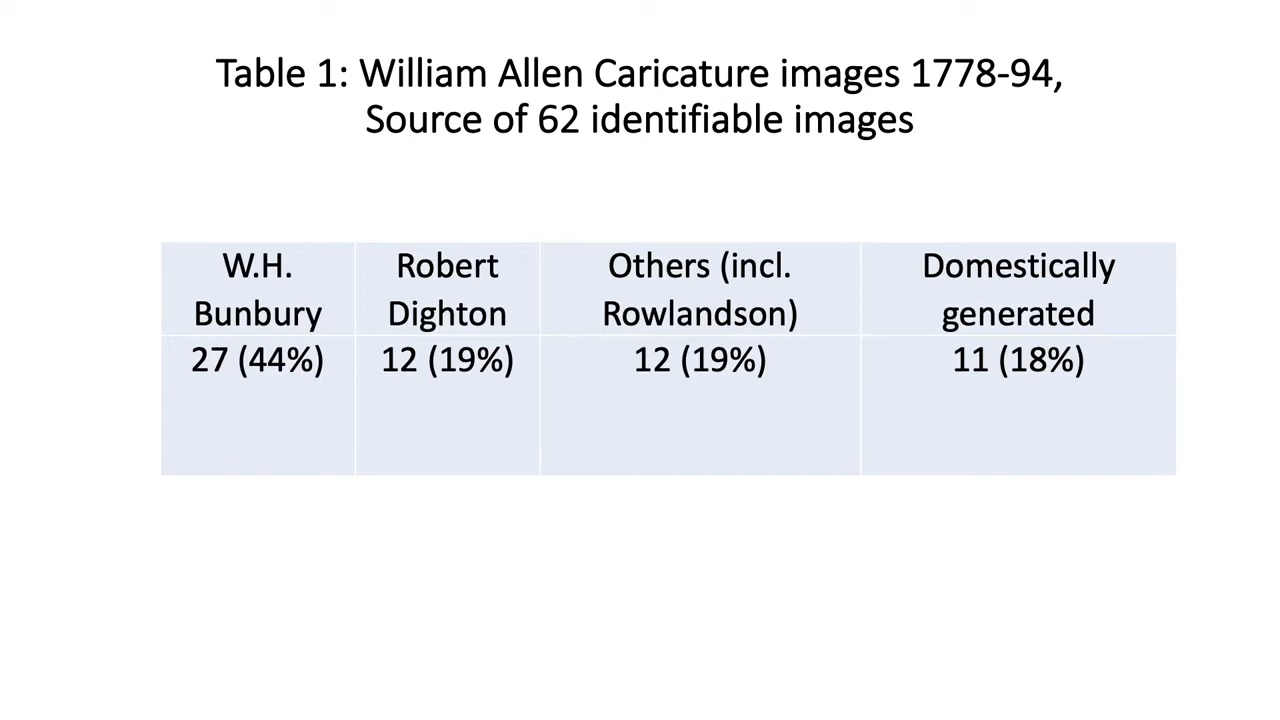 Table 1: William Allen Caricature images 1778-94,
Source of 62 identifiable images
W.H. Bunbury
Robert Dighton
Others (incl. Rowlandson)
Domestically generated
27 (44%)
12 (19%)
12 (19%)
11 (18%)